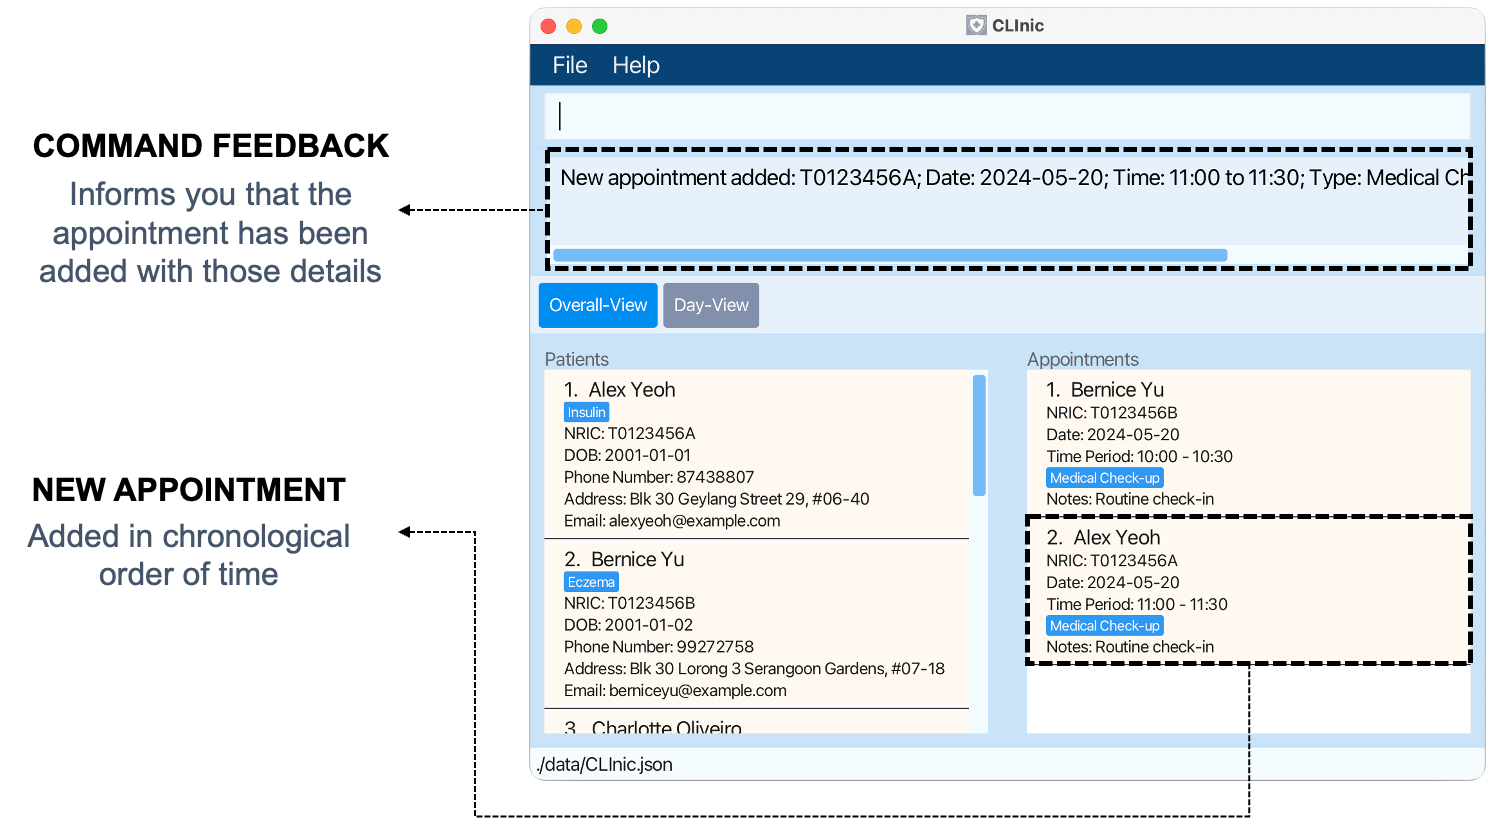 CLInic
File Help
COMMAND FEEDBACK
Informs you that the
appointment has been
added with those details
New appointment added: T0123456A; Date: 2024-05-20; Time: 11:00 to 11:30; Type: Medical Ch
Overall-View Day-View
Patients
1. Alex Yeoh
Insulin
NRIC: T0123456A
DOB: 2001-01-01
Phone Number: 87438807
Address: Blk 30 Geylang Street 29, #06-40
Email: alexyeoh@example.com
2. Bernice Yu
Eczema
NRIC: T0123456B
DOB: 2001-01-02
Phone Number: 99272758
Address: Blk 30 Lorong 3 Serangoon Gardens, #07-18
Email: berniceyu@example.com
3. Charlotte Oliveiro
Appointments
1. Bernice Yu
NRIC: T0123456B
Date: 2024-05-20
Time Period: 10:00 - 10:30
Medical Check-up
Notes: Routine check-in
2. Alex Yeoh
NRIC: T0123456A
Date: 2024-05-20
Time Period: 11:00 - 11:30
Medical Check-up
Notes: Routine check-in
NEW APPOINTMENT
Added in chronological
order of time
./data/CLInic.json